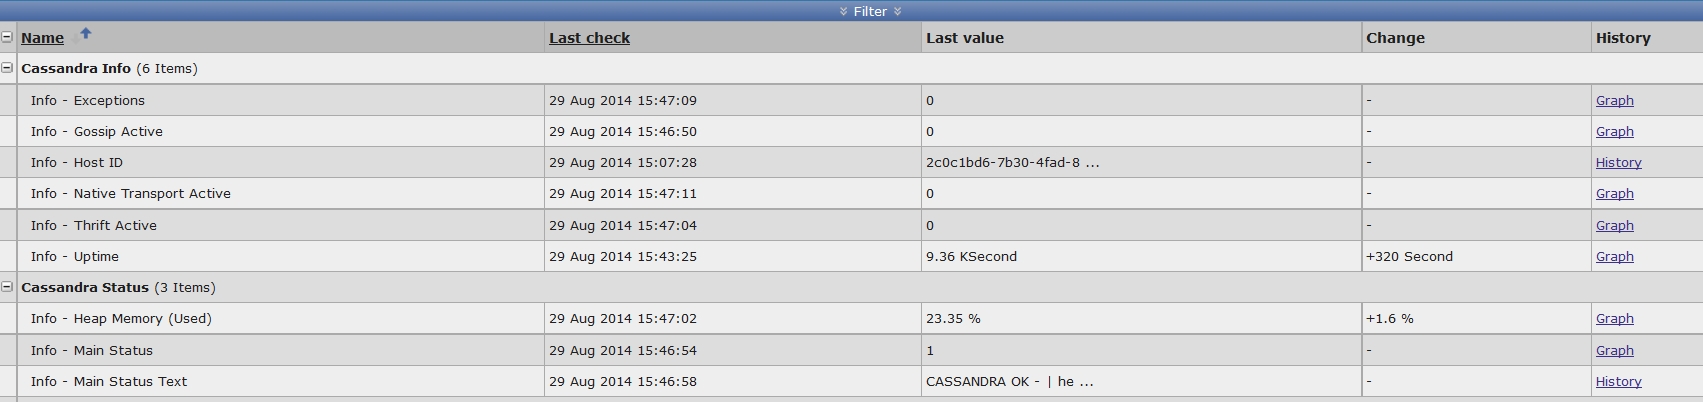 Filter
Name Last check Last value Change History
Cassandra Info (6 Items)
Info - Exceptions 29 Aug 2014 15:47:09 0 - Graph
Info - Gossip Active 29 Aug 2014 15:46:50 0 - Graph
Info - Host ID 29 Aug 2014 15:07:28 2c0c1bd6-7b30-4fad-8 ... - History
Info - Native Transport Active 29 Aug 2014 15:47:11 0 - Graph
Info - Thrift Active 29 Aug 2014 15:47:04 0 - Graph
Info - Uptime 29 Aug 2014 15:43:25 9.36 KSecond +320 Second Graph
Cassandra Status (3 Items)
Info - Heap Memory (Used) 29 Aug 2014 15:47:02 23.35 % +1.6 % Graph
Info - Main Status 29 Aug 2014 15:46:54 1 - Graph
Info - Main Status Text 29 Aug 2014 15:46:58 CASSANDRA OK - | he ... - History